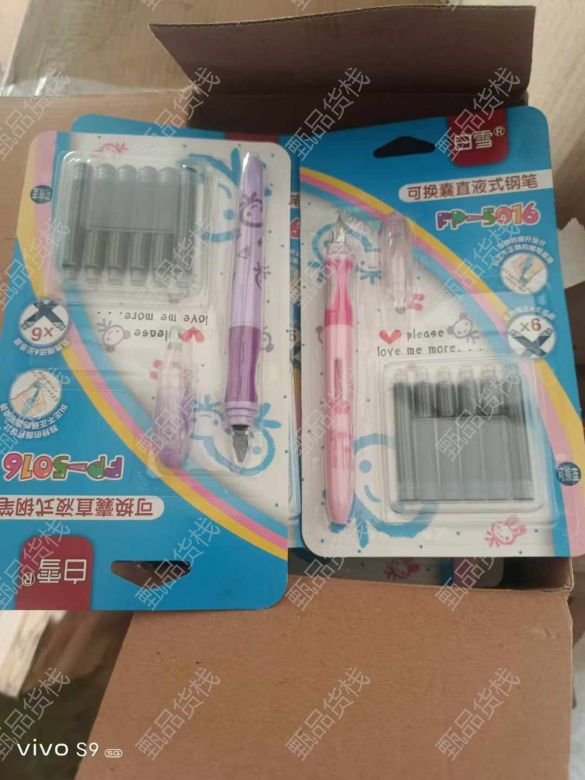 白雪®
可换囊直液式钢笔
FP-5016
please
love me more....
x6
白雪®
可换囊直液式钢笔
FP-5016
please
love me more....
x6
vivo S9 5G
甄品货栈